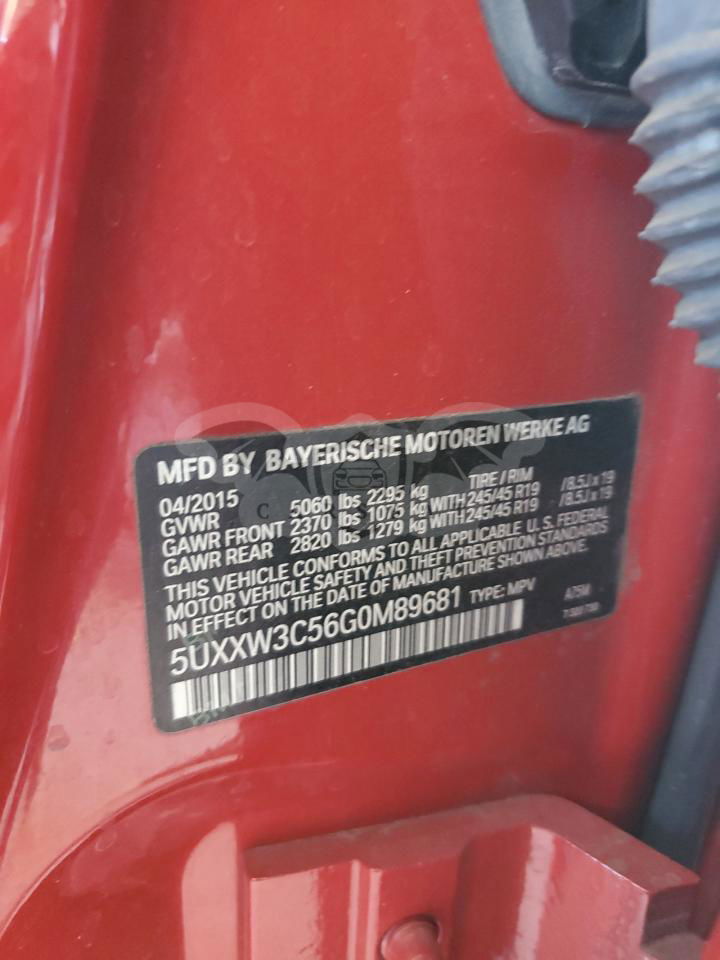 MFD BY BAYERISCHE MOTOREN WERKE AG
04/2015 TIRE / RIM
GVWR 5060 lbs 2295 kg
GAWR FRONT 2370 lbs 1075 kg WITH 245/45 R19 /8.5J x 19
GAWR REAR 2820 lbs 1279 kg WITH 245/45 R19 /8.5J x 19
THIS VEHICLE CONFORMS TO ALL APPLICABLE U.S. FEDERAL
MOTOR VEHICLE SAFETY AND THEFT PREVENTION STANDARDS
IN EFFECT ON THE DATE OF MANUFACTURE SHOWN ABOVE.
5UXXW3C56G0M89681 TYPE: MPV A75M